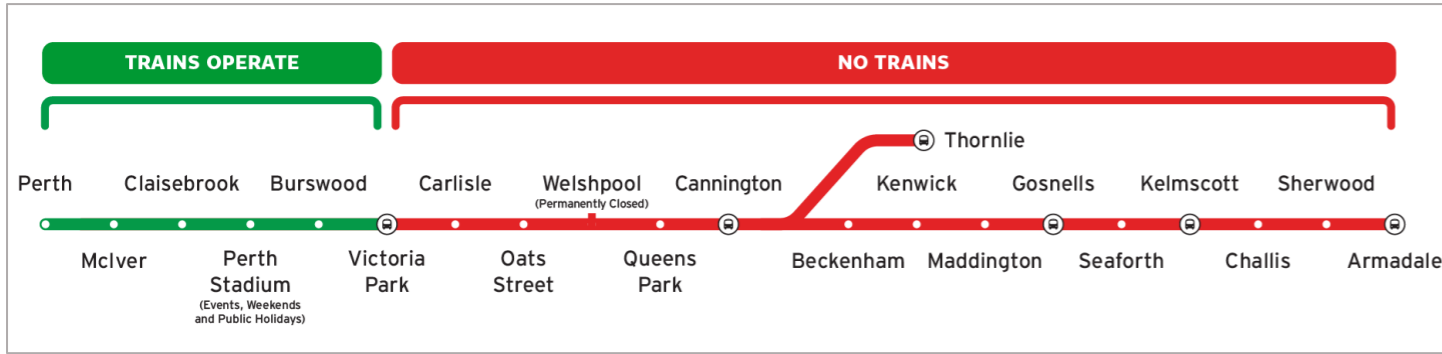 TRAINS OPERATE
NO TRAINS
Thornlie
Perth
Claisebrook
Burswood
Carlisle
Welshpool
(Permanently Closed)
Cannington
Kenwick
Gosnells
Kelmscott
Sherwood
McIver
Perth
Stadium
(Events, Weekends
and Public Holidays)
Victoria
Park
Oats
Street
Queens
Park
Beckenham
Maddington
Seaforth
Challis
Armadale